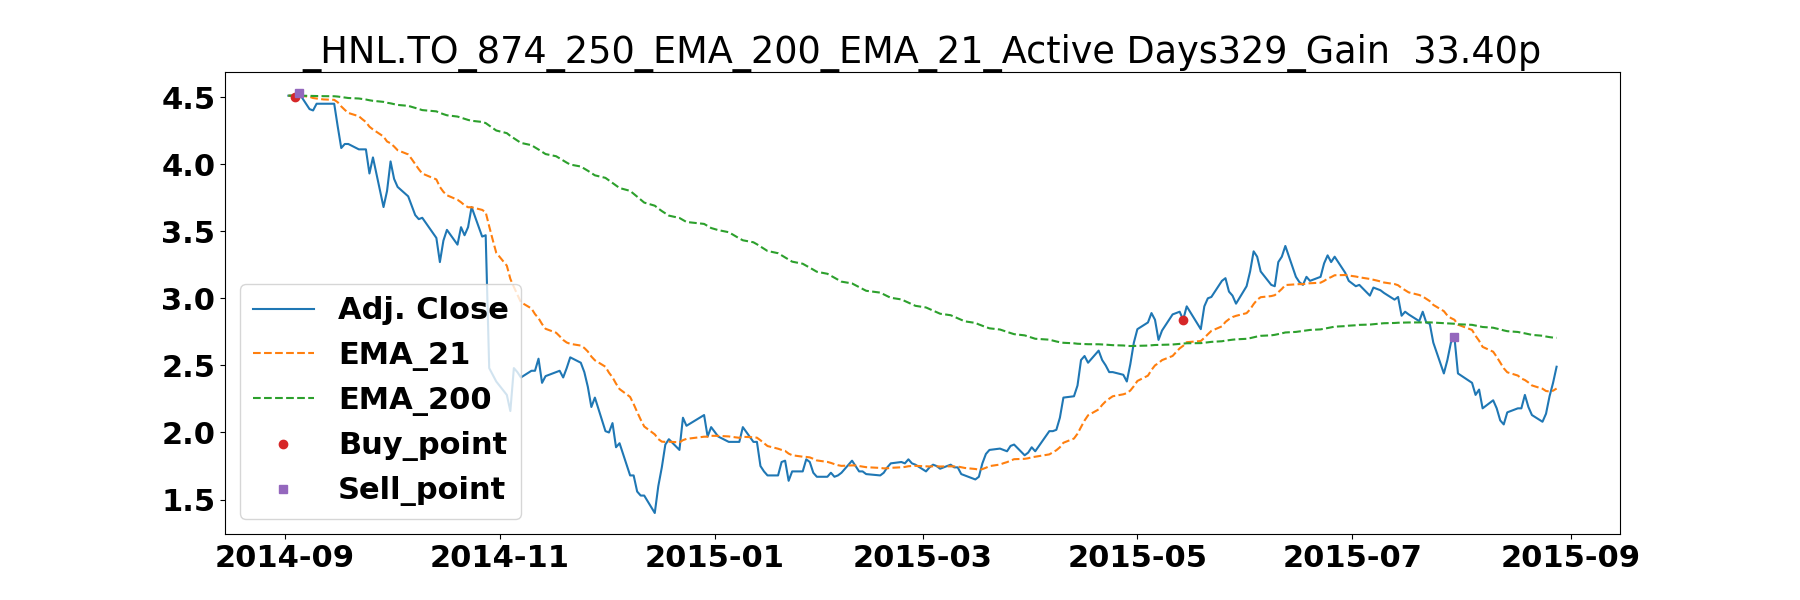 _HNL.TO_874_250_EMA_200_EMA_21_Active Days329_Gain  33.40p
4.5
4.0
3.5
3.0
2.5
2.0
1.5
Adj. Close
EMA_21
EMA_200
Buy_point
Sell_point
2014-09 2014-11 2015-01 2015-03 2015-05 2015-07 2015-09